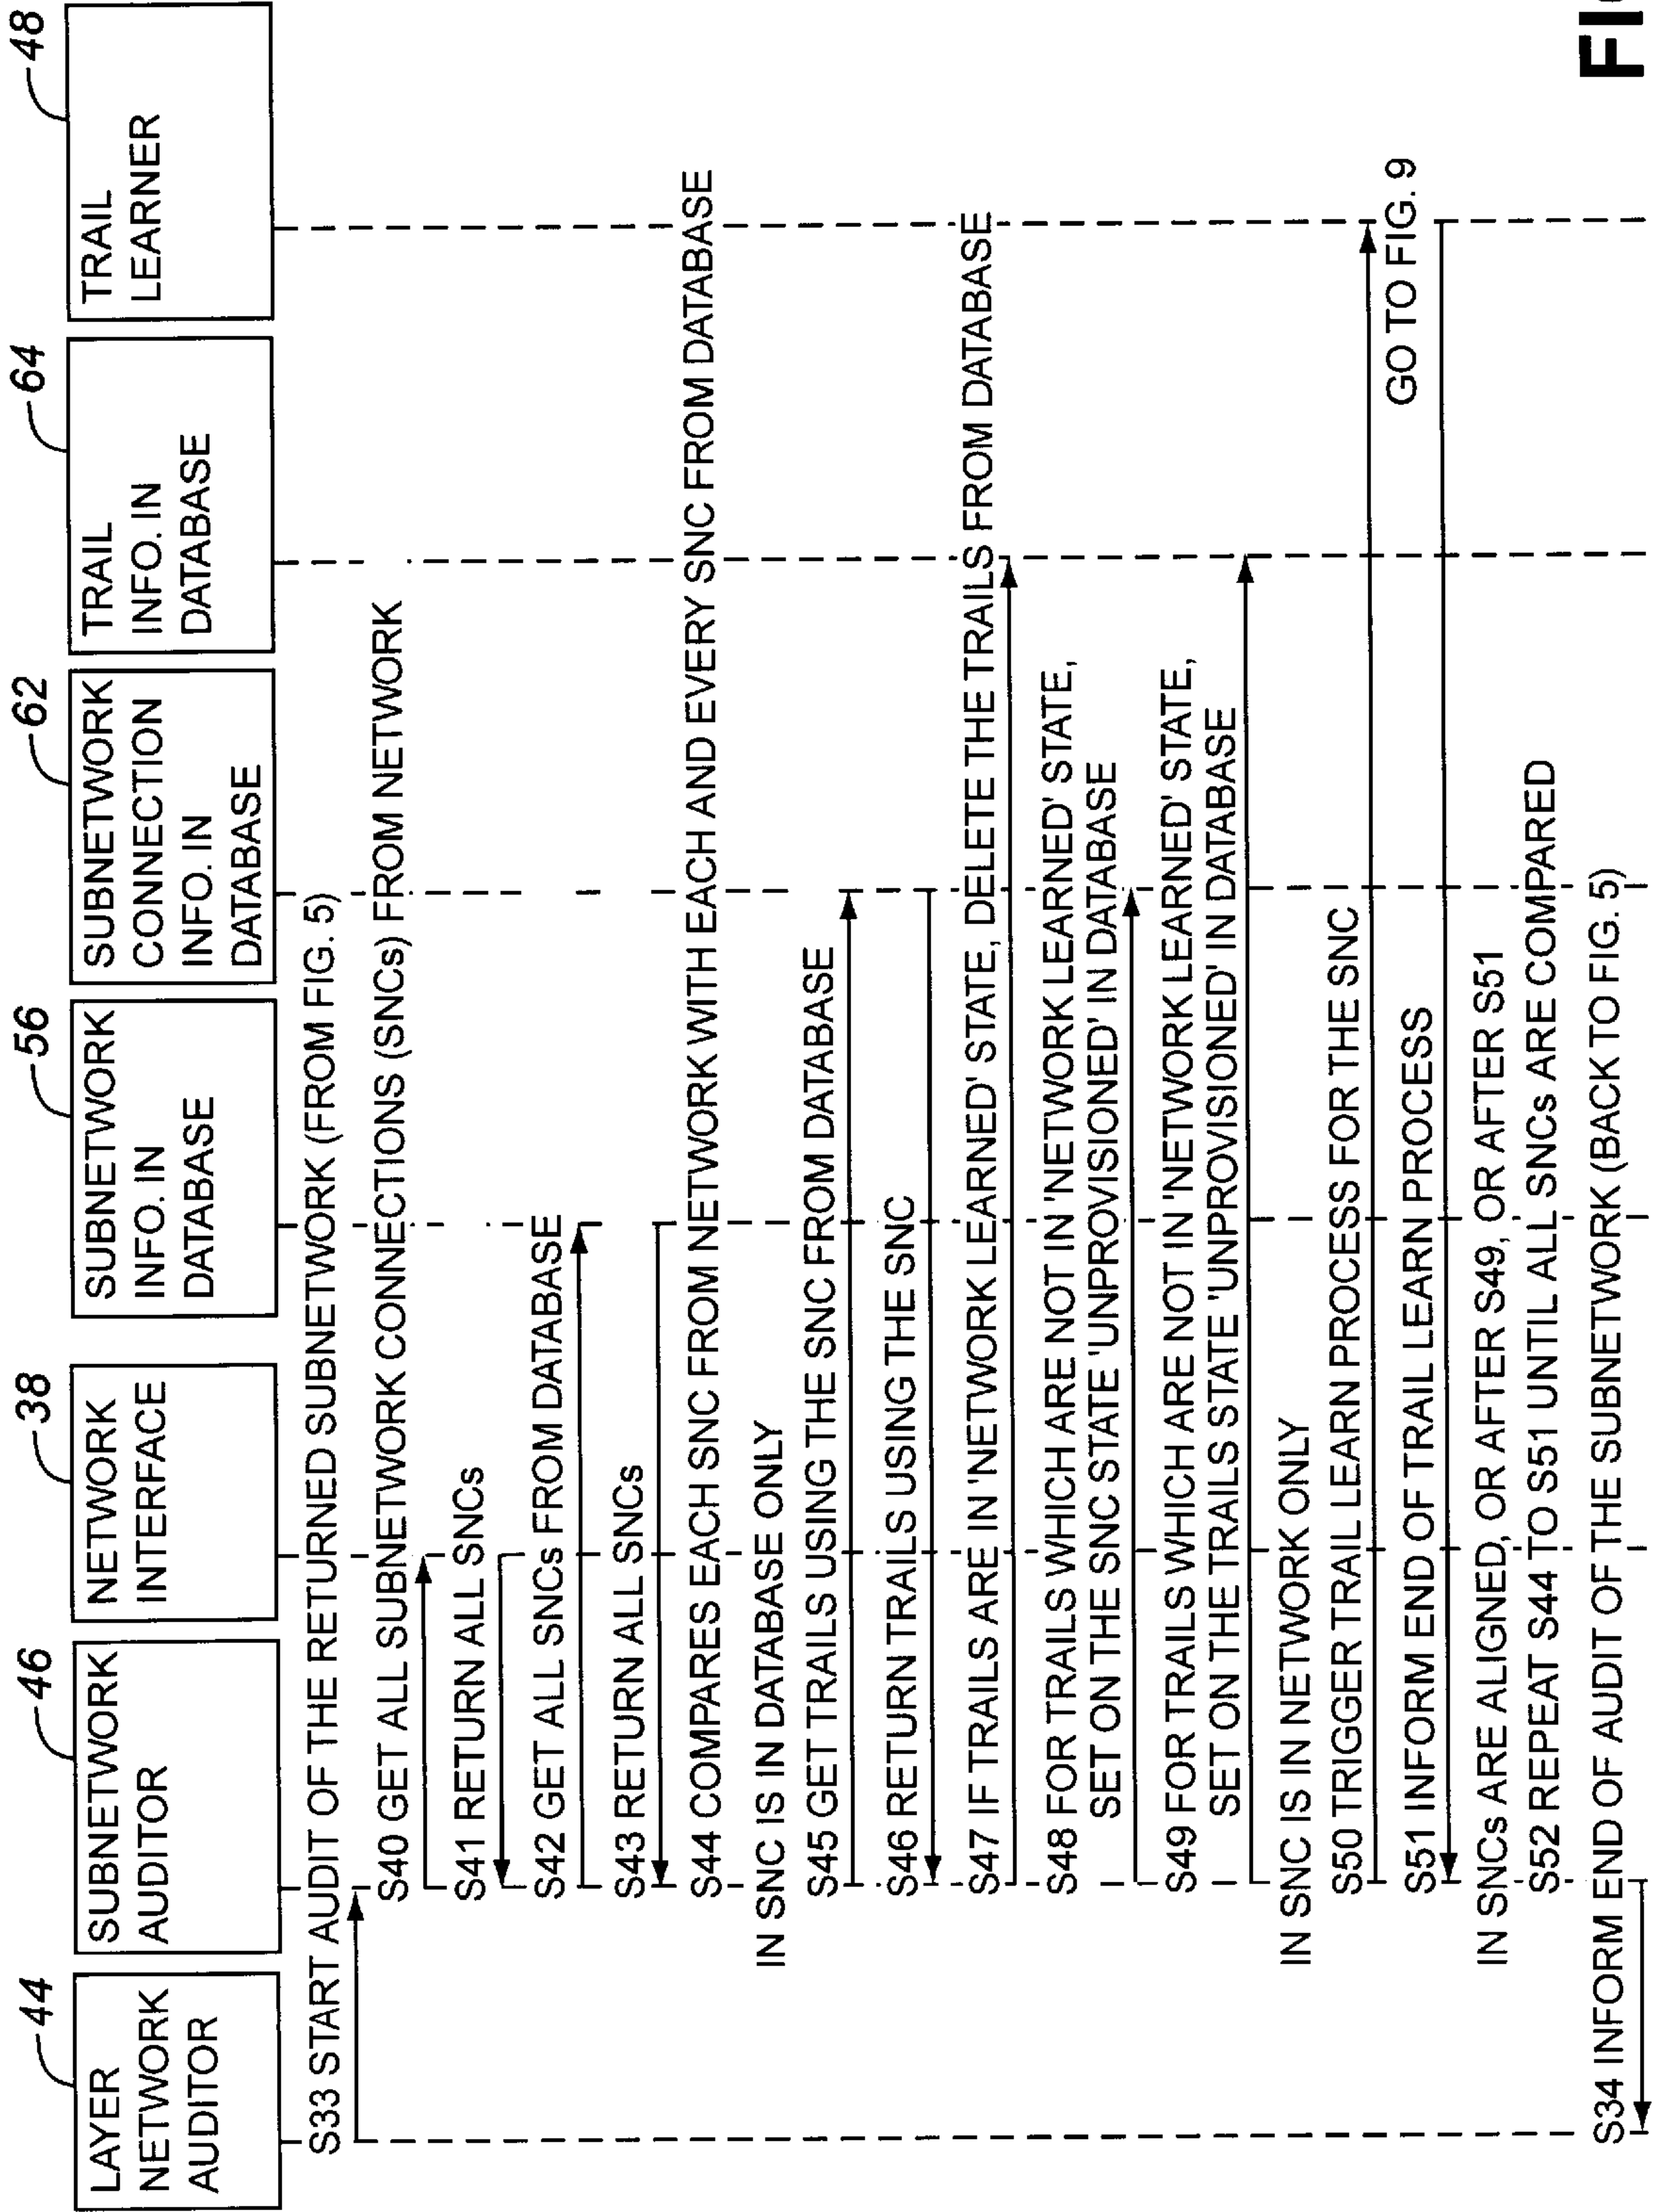 44
LAYER
NETWORK
AUDITOR
46
SUBNETWORK
AUDITOR
38
NETWORK
INTERFACE
56
SUBNETWORK
INFO. IN
DATABASE
62
SUBNETWORK
CONNECTION
INFO. IN
DATABASE
64
TRAIL
INFO. IN
DATABASE
48
TRAIL
LEARNER
S33 START AUDIT OF THE RETURNED SUBNETWORK (FROM FIG. 5)
S40 GET ALL SUBNETWORK CONNECTIONS (SNCs) FROM NETWORK
S41 RETURN ALL SNCs
S42 GET ALL SNCs FROM DATABASE
S43 RETURN ALL SNCs
S44 COMPARES EACH SNC FROM NETWORK WITH EACH AND EVERY SNC FROM DATABASE
IN SNC IS IN DATABASE ONLY
S45 GET TRAILS USING THE SNC FROM DATABASE
S46 RETURN TRAILS USING THE SNC
S47 IF TRAILS ARE IN 'NETWORK LEARNED' STATE, DELETE THE TRAILS FROM DATABASE
S48 FOR TRAILS WHICH ARE NOT IN 'NETWORK LEARNED' STATE,
SET ON THE SNC STATE 'UNPROVISIONED' IN DATABASE
S49 FOR TRAILS WHICH ARE NOT IN 'NETWORK LEARNED' STATE,
SET ON THE TRAILS STATE 'UNPROVISIONED' IN DATABASE
IN SNC IS IN NETWORK ONLY
S50 TRIGGER TRAIL LEARN PROCESS FOR THE SNC
GO TO FIG. 9
S51 INFORM END OF TRAIL LEARN PROCESS
IN SNCs ARE ALIGNED, OR AFTER S49, OR AFTER S51
S52 REPEAT S44 TO S51 UNTIL ALL SNCs ARE COMPARED
S34 INFORM END OF AUDIT OF THE SUBNETWORK (BACK TO FIG. 5)